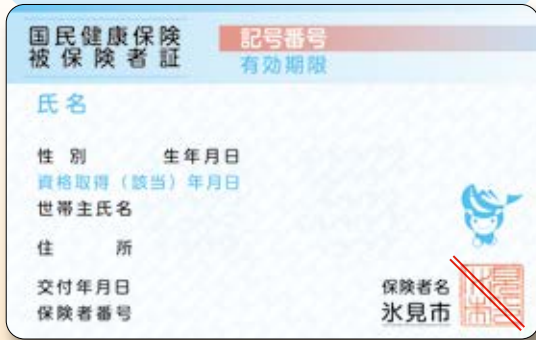 国民健康保険
被保険者証
記号番号
有効期限
氏名
性別 生年月日
資格取得（該当）年月日
世帯主氏名
住所
交付年月日
保険者番号
保険者名
氷見市